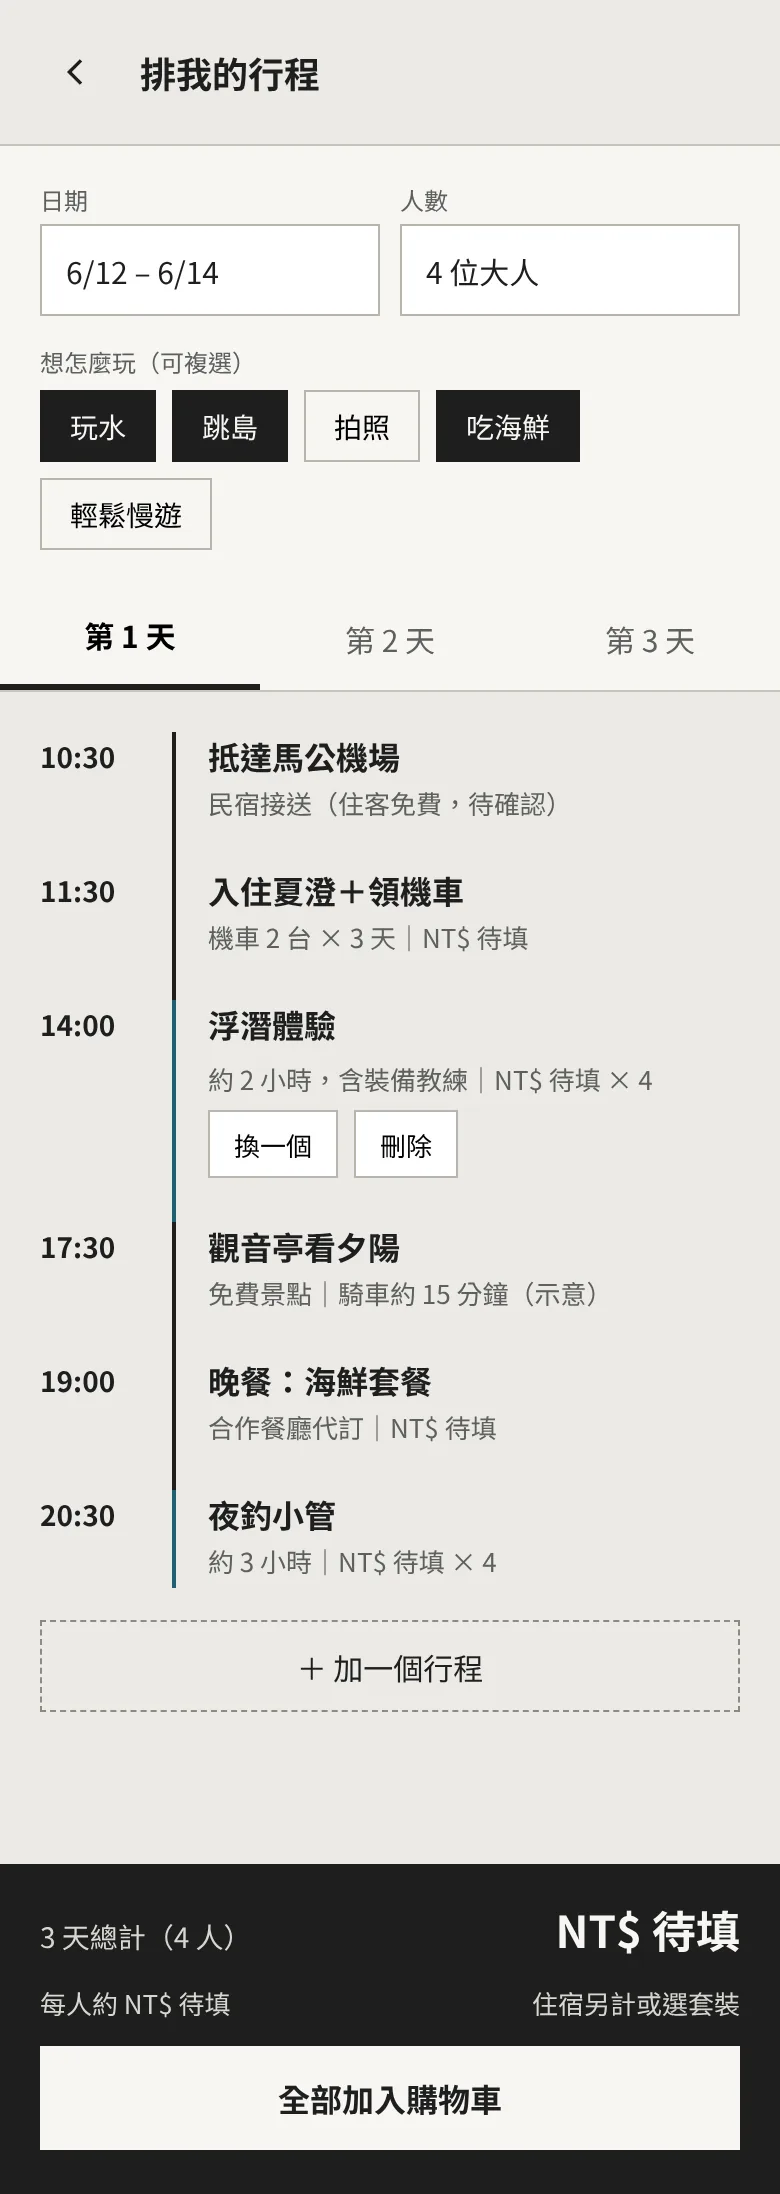 排我的行程
日期
人數
6/12 – 6/14
4 位大人
想怎麼玩（可複選）
玩水
跳島
拍照
吃海鮮
輕鬆慢遊
第 1 天
第 2 天
第 3 天
10:30
抵達馬公機場
民宿接送（住客免費，待確認）
11:30
入住夏澄＋領機車
機車 2 台 × 3 天｜NT$ 待填
14:00
浮潛體驗
約 2 小時，含裝備教練｜NT$ 待填 × 4
換一個
刪除
17:30
觀音亭看夕陽
免費景點｜騎車約 15 分鐘（示意）
19:00
晚餐：海鮮套餐
合作餐廳代訂｜NT$ 待填
20:30
夜釣小管
約 3 小時｜NT$ 待填 × 4
＋ 加一個行程
3 天總計（4 人）
NT$ 待填
每人約 NT$ 待填
住宿另計或選套裝
全部加入購物車